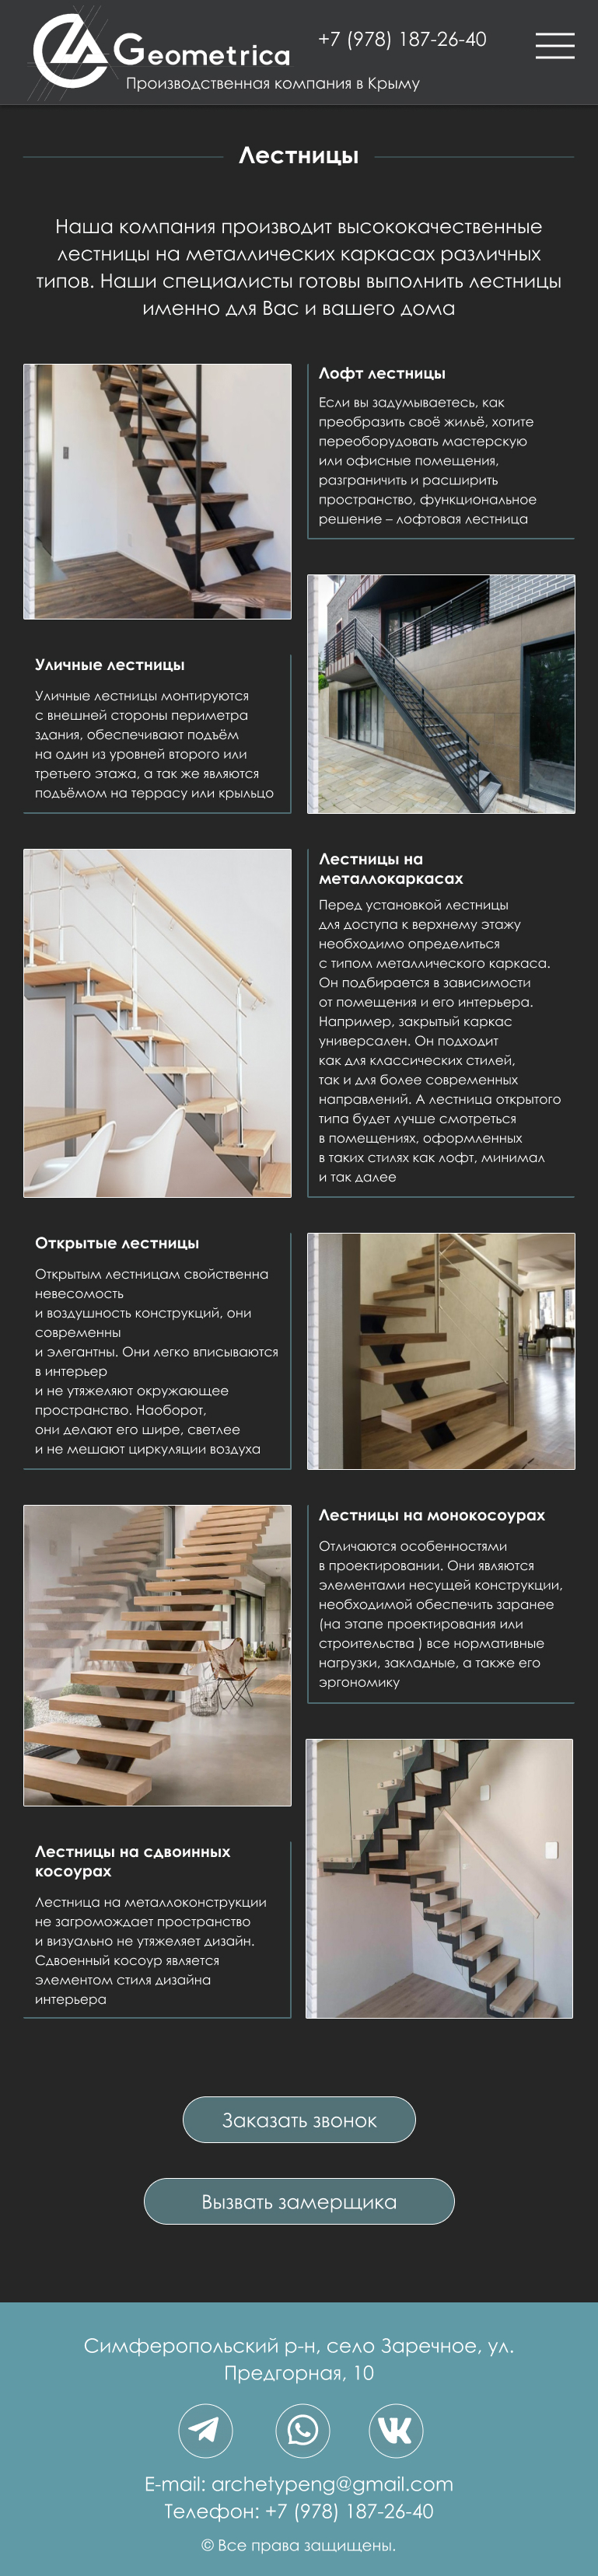 Geometrica
+7 (978) 187-26-40
Производственная компания в Крыму
Лестницы
Наша компания производит высококачественные
лестницы на металлических каркасах различных
типов. Наши специалисты готовы выполнить лестницы
именно для Вас и вашего дома
Лофт лестницы
Если вы задумываетесь, как
преобразить своё жильё, хотите
переоборудовать мастерскую
или офисные помещения,
разграничить и расширить
пространство, функциональное
решение – лофтовая лестница
Уличные лестницы
Уличные лестницы монтируются
с внешней стороны периметра
здания, обеспечивают подъём
на один из уровней второго или
третьего этажа, а так же являются
подъёмом на террасу или крыльцо
Лестницы на
металлокаркасах
Перед установкой лестницы
для доступа к верхнему этажу
необходимо определиться
с типом металлического каркаса.
Он подбирается в зависимости
от помещения и его интерьера.
Например, закрытый каркас
универсален. Он подходит
как для классических стилей,
так и для более современных
направлений. А лестница открытого
типа будет лучше смотреться
в помещениях, оформленных
в таких стилях как лофт, минимал
и так далее
Открытые лестницы
Открытым лестницам свойственна
невесомость
и воздушность конструкций, они
современны
и элегантны. Они легко вписываются
в интерьер
и не утяжеляют окружающее
пространство. Наоборот,
они делают его шире, светлее
и не мешают циркуляции воздуха
Лестницы на монокосоурах
Отличаются особенностями
в проектировании. Они являются
элементами несущей конструкции,
необходимой обеспечить заранее
(на этапе проектирования или
строительства ) все нормативные
нагрузки, закладные, а также его
эргономику
Лестницы на сдвоинных
косоурах
Лестница на металлоконструкции
не загромождает пространство
и визуально не утяжеляет дизайн.
Сдвоенный косоур является
элементом стиля дизайна
интерьера
Заказать звонок
Вызвать замерщика
Симферопольский р-н, село Заречное, ул.
Предгорная, 10
E-mail: archetypeng@gmail.com
Телефон: +7 (978) 187-26-40
© Все права защищены.